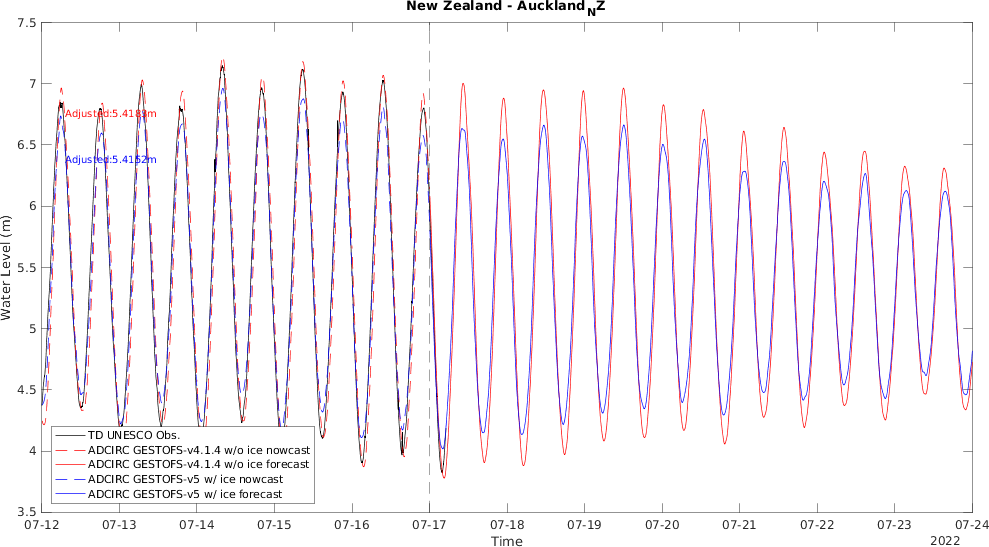 New Zealand - Auckland_NZ
7.5
7
6.5
6
5.5
5
4.5
4
3.5
Water Level (m)
Adjusted:5.4188m
Adjusted:5.4152m
TD UNESCO Obs.
ADCIRC GESTOFS-v4.1.4 w/o ice nowcast
ADCIRC GESTOFS-v4.1.4 w/o ice forecast
ADCIRC GESTOFS-v5 w/ ice nowcast
ADCIRC GESTOFS-v5 w/ ice forecast
07-12 07-13 07-14 07-15 07-16 07-17 07-18 07-19 07-20 07-21 07-22 07-23 07-24
Time
2022